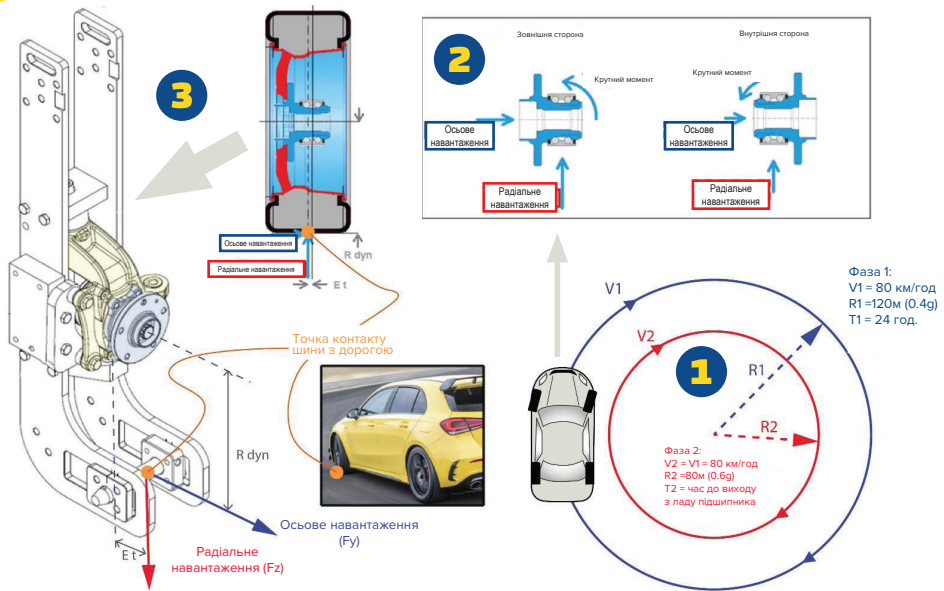 3
Осьове навантаження
Радіальне навантаження
R dyn
E t
2
Зовнішня сторона
Внутрішня сторона
Крутний момент
Крутний момент
Осьове
навантаження
Осьове
навантаження
Радіальне
навантаження
Радіальне
навантаження
Точка контакту
шини з дорогою
R dyn
E t
Осьове навантаження
(Fy)
Радіальне
навантаження (Fz)
1
V1
V2
R1
R2
Фаза 1:
V1 = 80 км/год
R1 =120м (0.4g)
T1 = 24 год.
Фаза 2:
V2 = V1 = 80 км/год
R2 =80м (0.6g)
T2 = час до виходу
з ладу підшипника